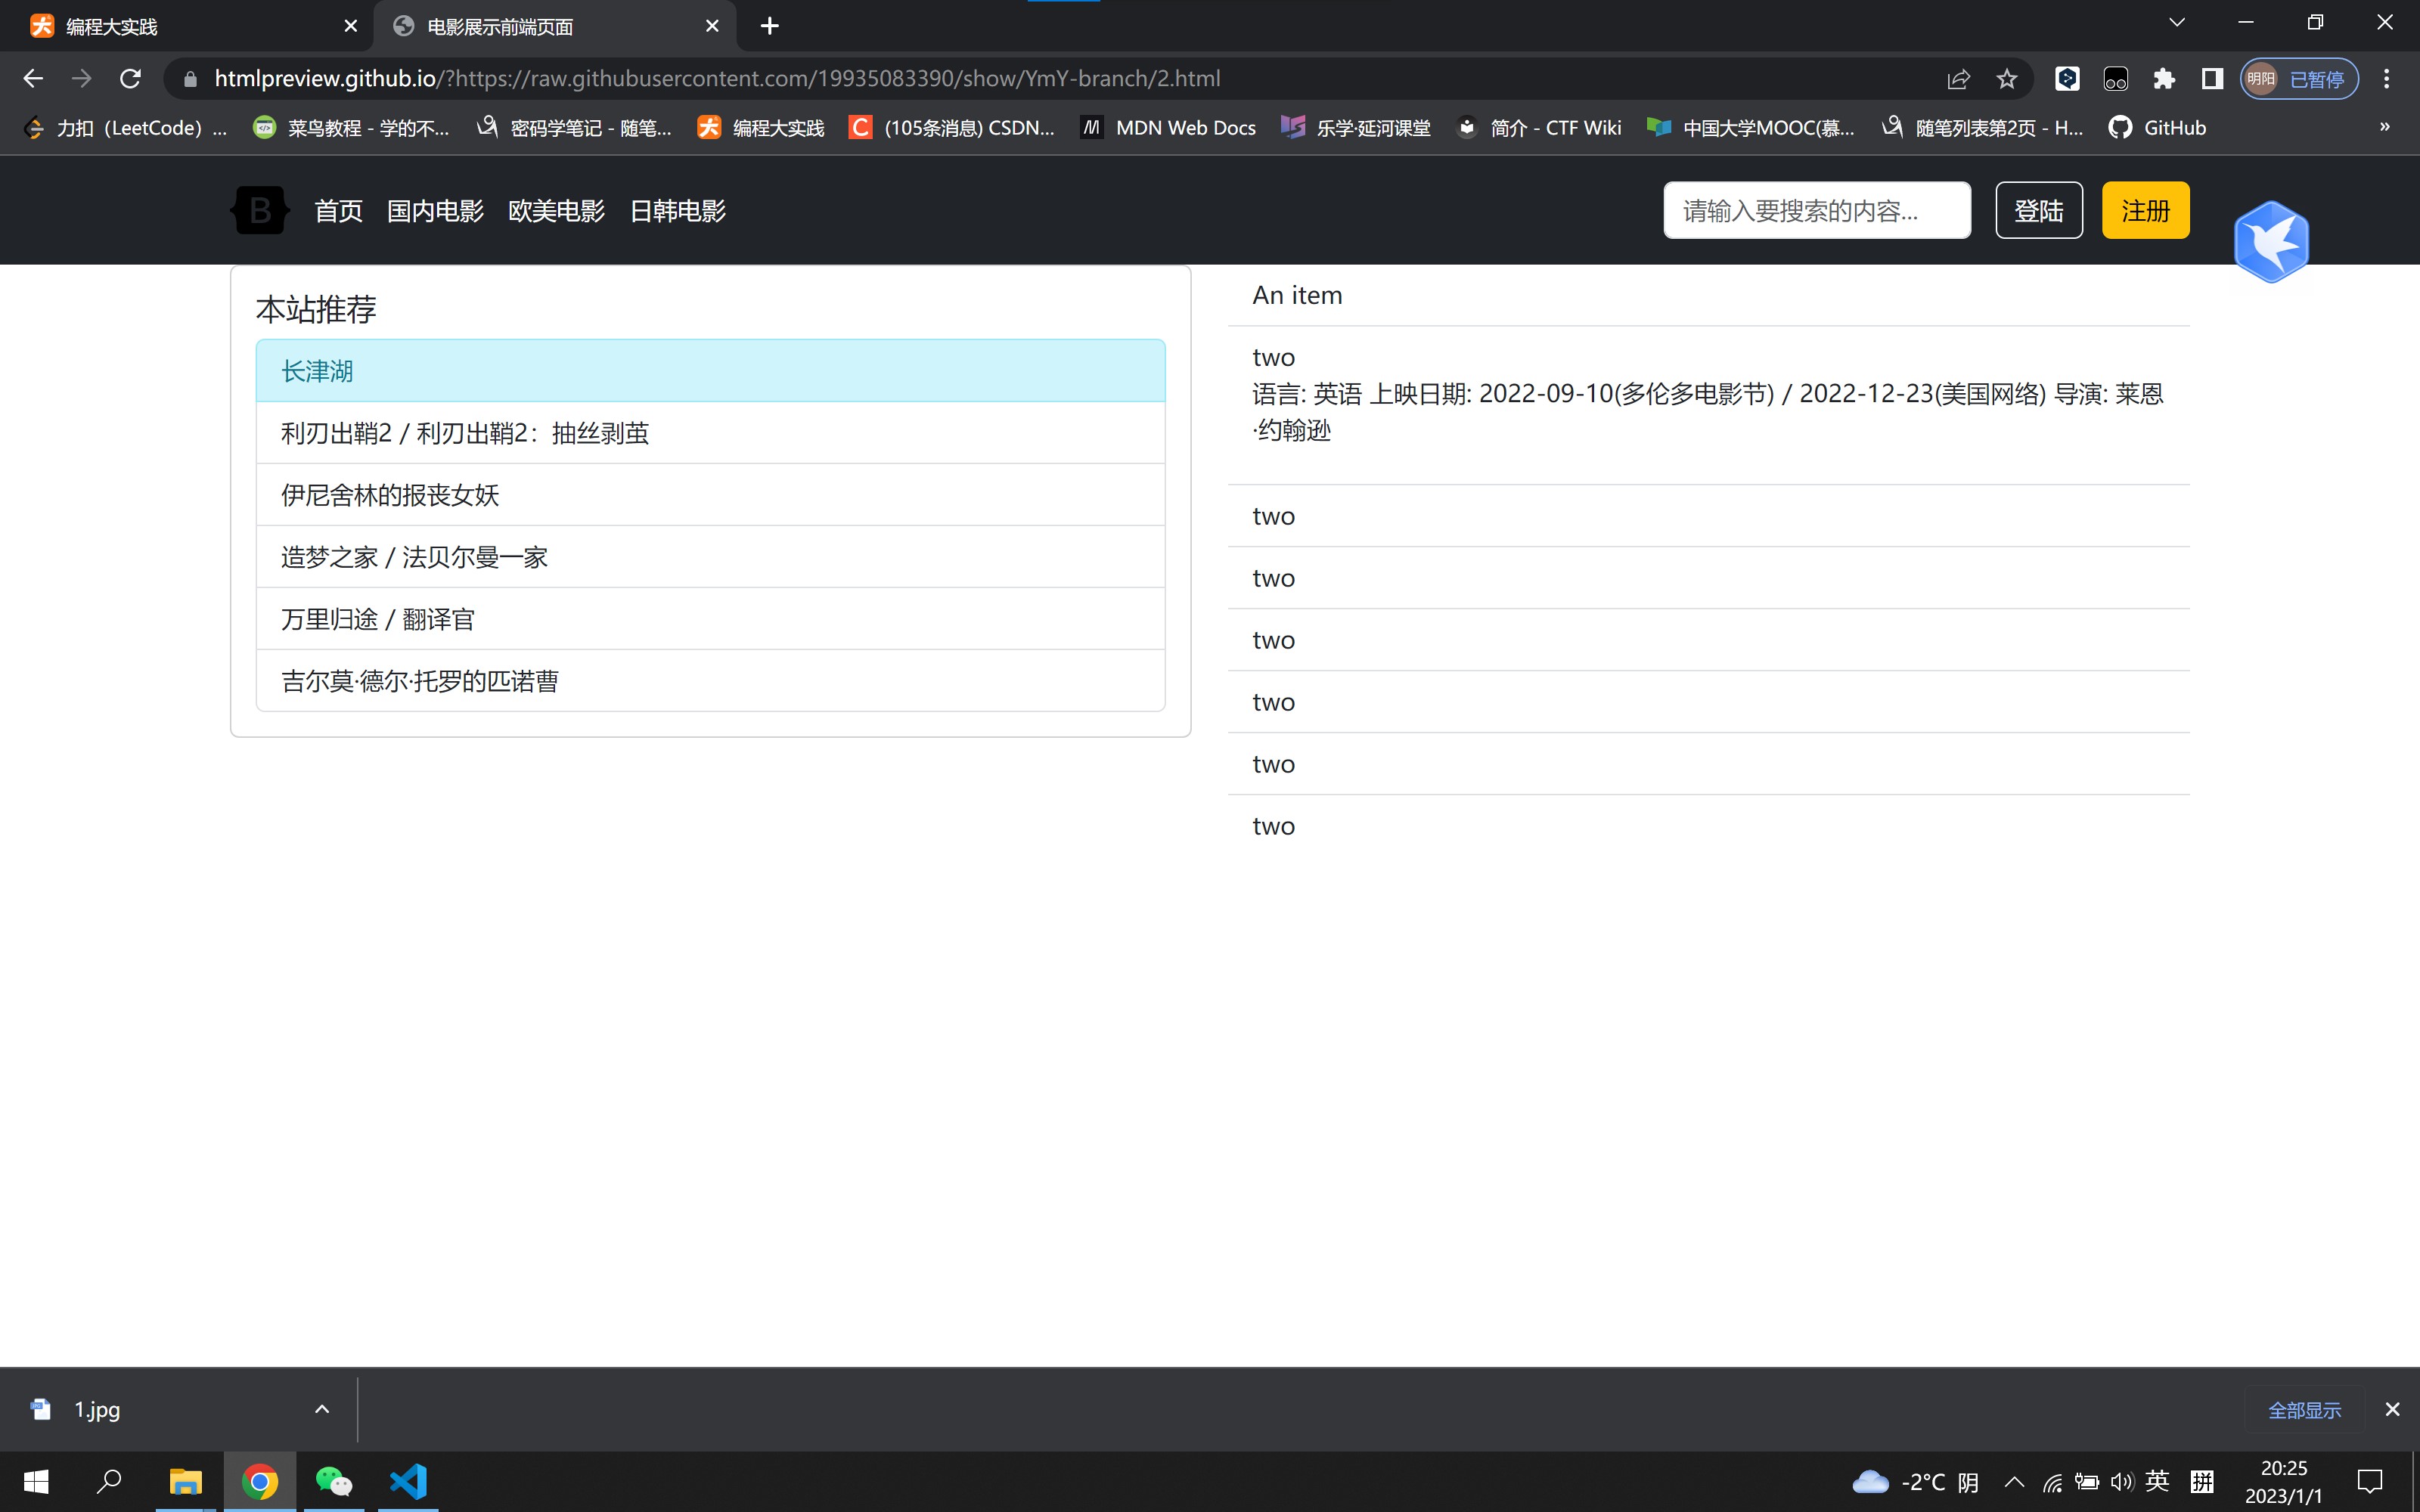 编程大实践
电影展示前端页面
htmlpreview.github.io/?https://raw.githubusercontent.com/19935083390/show/YmY-branch/2.html
明阳 已暂停
力扣（LeetCode）...
菜鸟教程 - 学的不...
密码学笔记 - 随笔...
编程大实践
(105条消息) CSDN...
MDN Web Docs
乐学·延河课堂
简介 - CTF Wiki
中国大学MOOC(慕...
随笔列表第2页 - H...
GitHub
»
B
首页
国内电影
欧美电影
日韩电影
请输入要搜索的内容...
登陆
注册
本站推荐
长津湖
利刃出鞘2 / 利刃出鞘2：抽丝剥茧
伊尼舍林的报丧女妖
造梦之家 / 法贝尔曼一家
万里归途 / 翻译官
吉尔莫·德尔·托罗的匹诺曹
An item
two
语言: 英语 上映日期: 2022-09-10(多伦多电影节) / 2022-12-23(美国网络) 导演: 莱恩
·约翰逊
two
two
two
two
two
two
1.jpg
全部显示
-2°C 阴
英
拼
20:25
2023/1/1